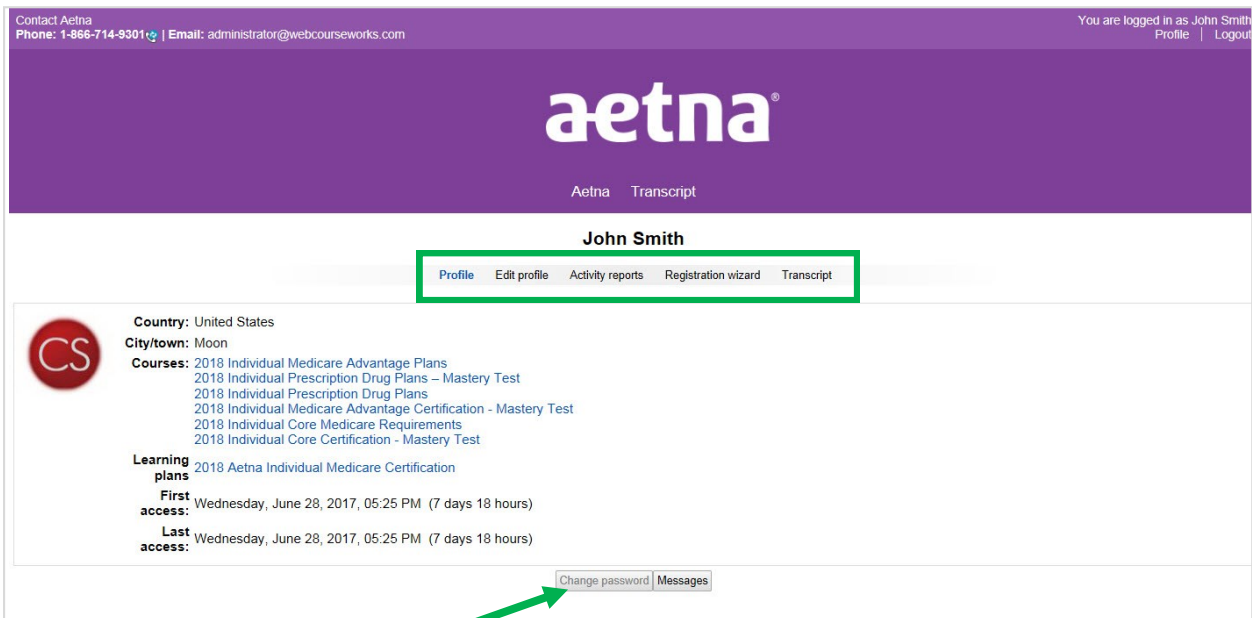 Contact Aetna
You are logged in as John Smith
Phone: 1-866-714-9301 | Email: administrator@webcourseworks.com
Profile | Logout
aetna®
Aetna Transcript
John Smith
Profile Edit profile Activity reports Registration wizard Transcript
CS
Country: United States
City/town: Moon
Courses: 2018 Individual Medicare Advantage Plans
2018 Individual Prescription Drug Plans – Mastery Test
2018 Individual Prescription Drug Plans
2018 Individual Medicare Advantage Certification - Mastery Test
2018 Individual Core Medicare Requirements
2018 Individual Core Certification - Mastery Test
Learning plans 2018 Aetna Individual Medicare Certification
First access: Wednesday, June 28, 2017, 05:25 PM (7 days 18 hours)
Last access: Wednesday, June 28, 2017, 05:25 PM (7 days 18 hours)
Change password Messages